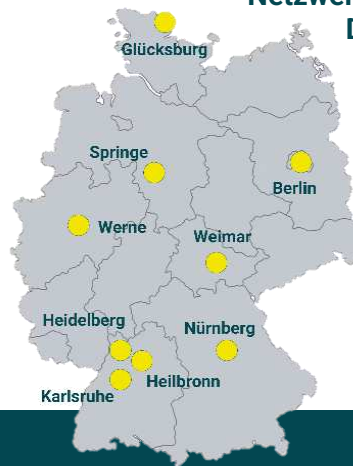 Glücksburg
Springe
Berlin
Werne
Weimar
Heidelberg
Nürnberg
Heilbronn
Karlsruhe